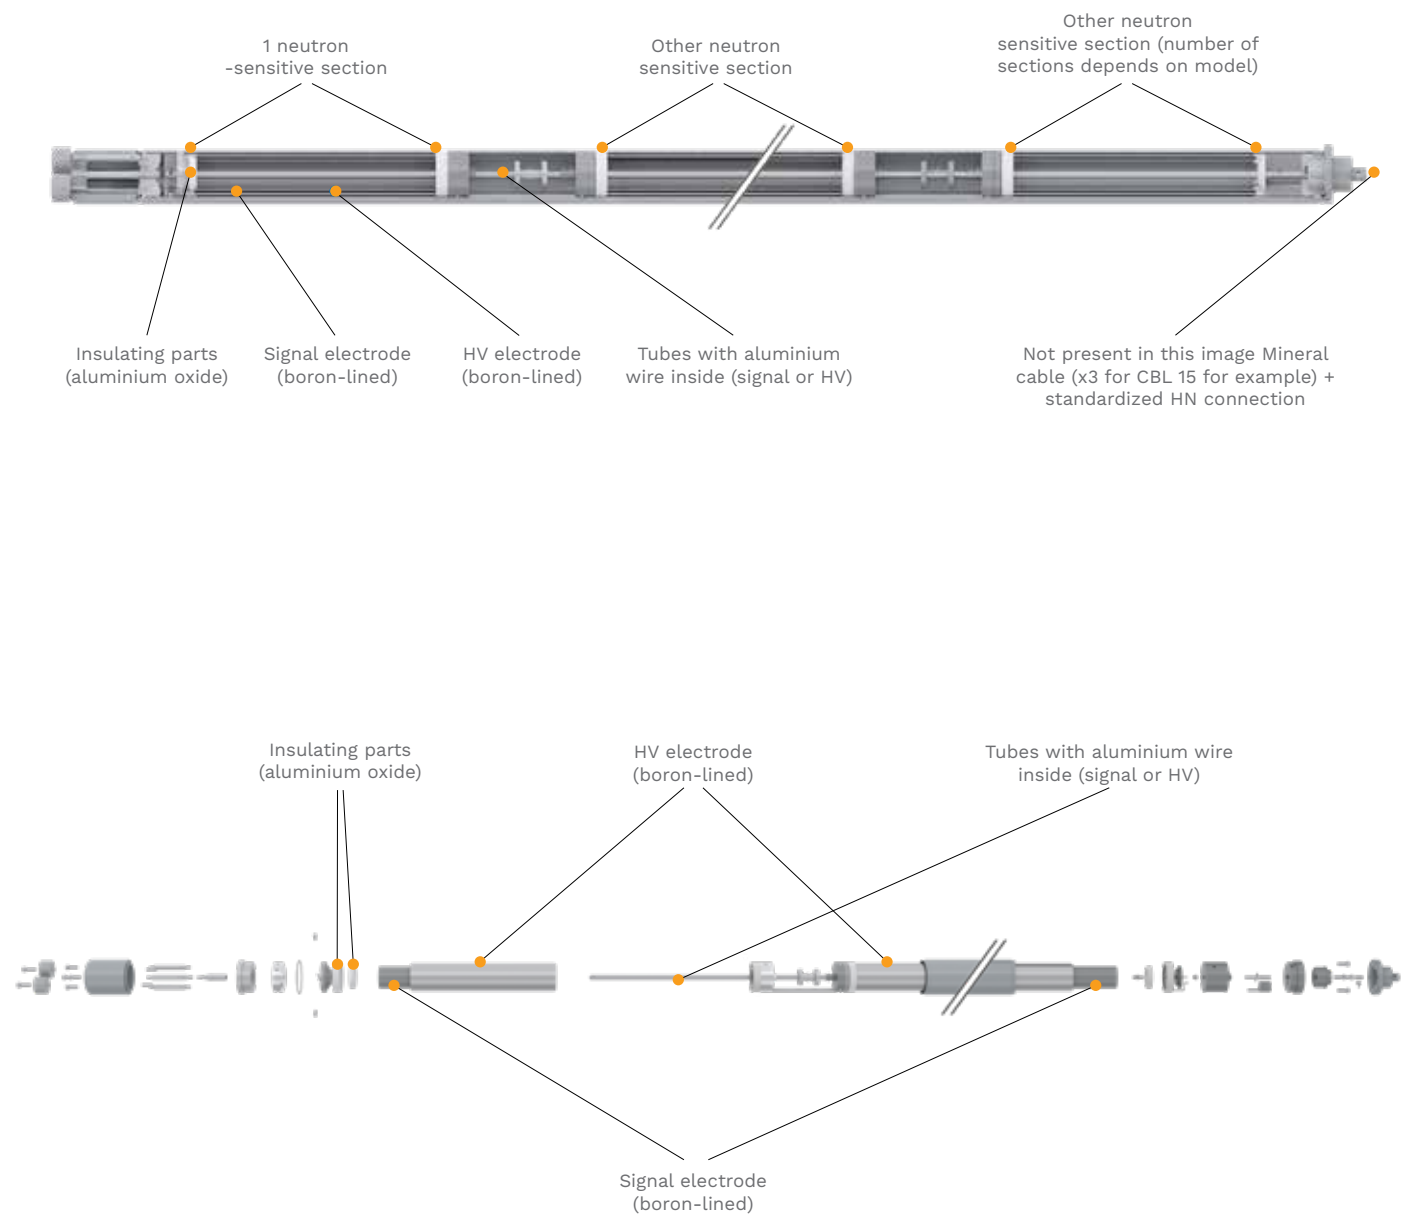 1 neutron
-sensitive section
Other neutron
sensitive section
Other neutron
sensitive section (number of
sections depends on model)
Insulating parts
(aluminium oxide)
Signal electrode
(boron-lined)
HV electrode
(boron-lined)
Tubes with aluminium
wire inside (signal or HV)
Not present in this image Mineral
cable (x3 for CBL 15 for example) +
standardized HN connection
Insulating parts
(aluminium oxide)
HV electrode
(boron-lined)
Tubes with aluminium wire
inside (signal or HV)
Signal electrode
(boron-lined)